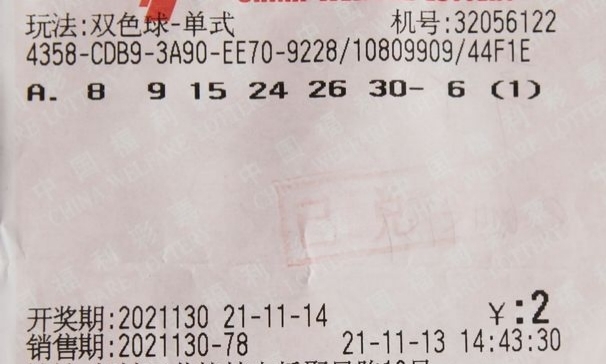 玩法:双色球-单式 机号:32056122
4358-CDB9-3A90-EE70-9228/10809909/44F1E
A. 8 9 15 24 26 30- 6 (1)
开奖期:2021130 21-11-14 ¥:2
销售期:2021130-78 21-11-13 14:43:30